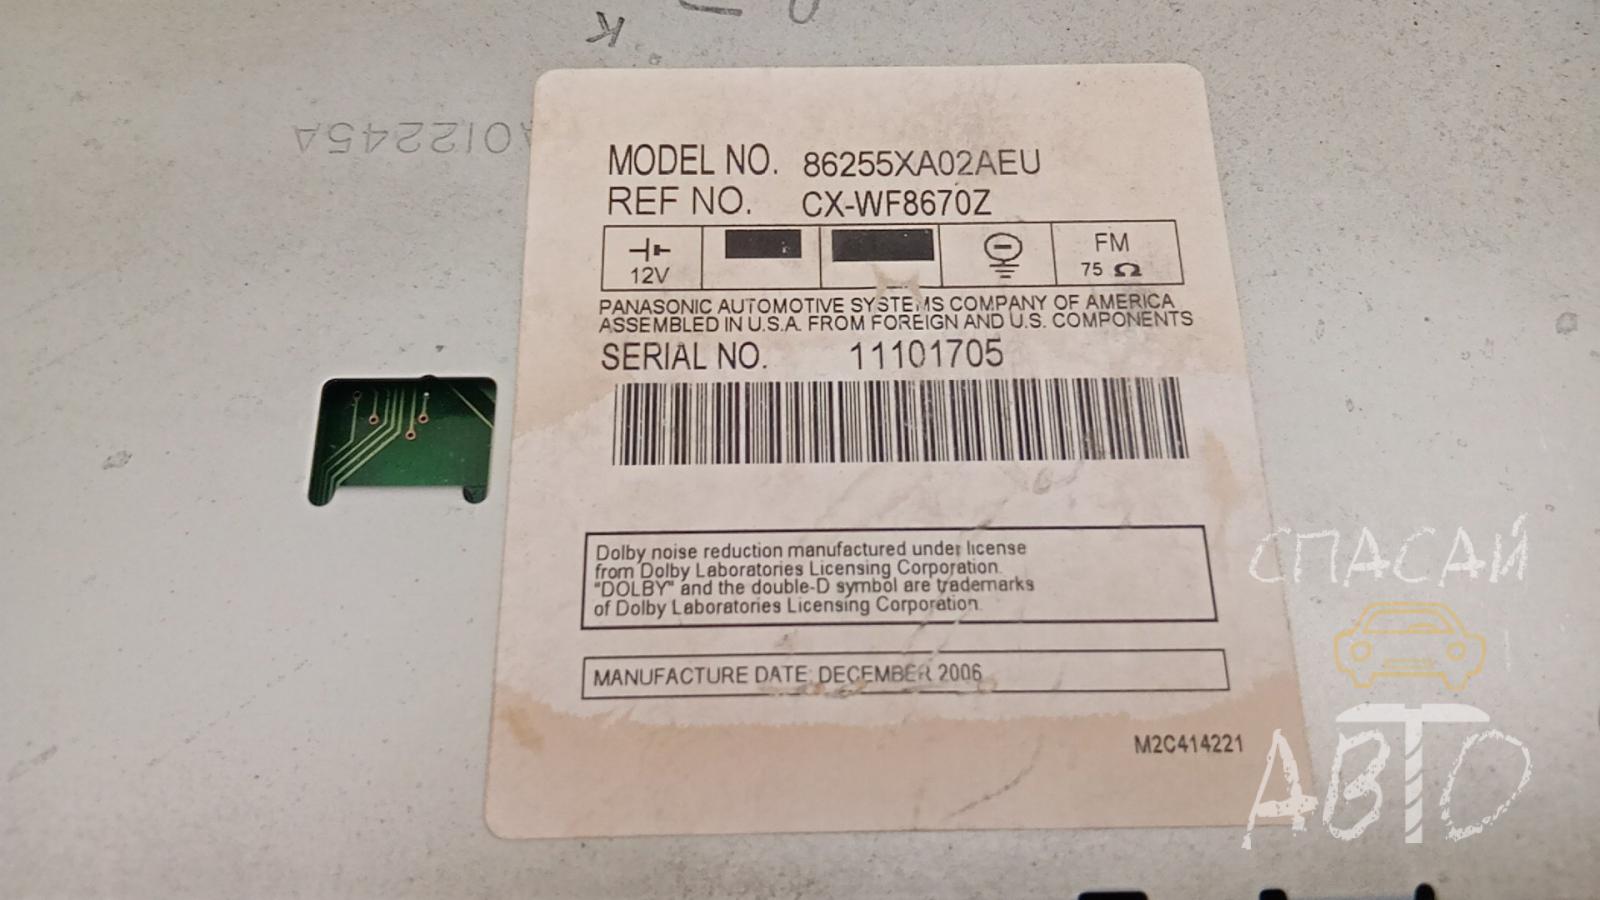 K
A012245A
MODEL NO. 86255XA02AEU
REF NO. CX-WF8670Z
12V
FM
75 Ω
PANASONIC AUTOMOTIVE SYSTEMS COMPANY OF AMERICA
ASSEMBLED IN U.S.A. FROM FOREIGN AND U.S. COMPONENTS
SERIAL NO. 11101705
Dolby noise reduction manufactured under license
from Dolby Laboratories Licensing Corporation.
"DOLBY" and the double-D symbol are trademarks
of Dolby Laboratories Licensing Corporation.
MANUFACTURE DATE: DECEMBER 2006
M2C414221
СПАСАЙ
АВТО